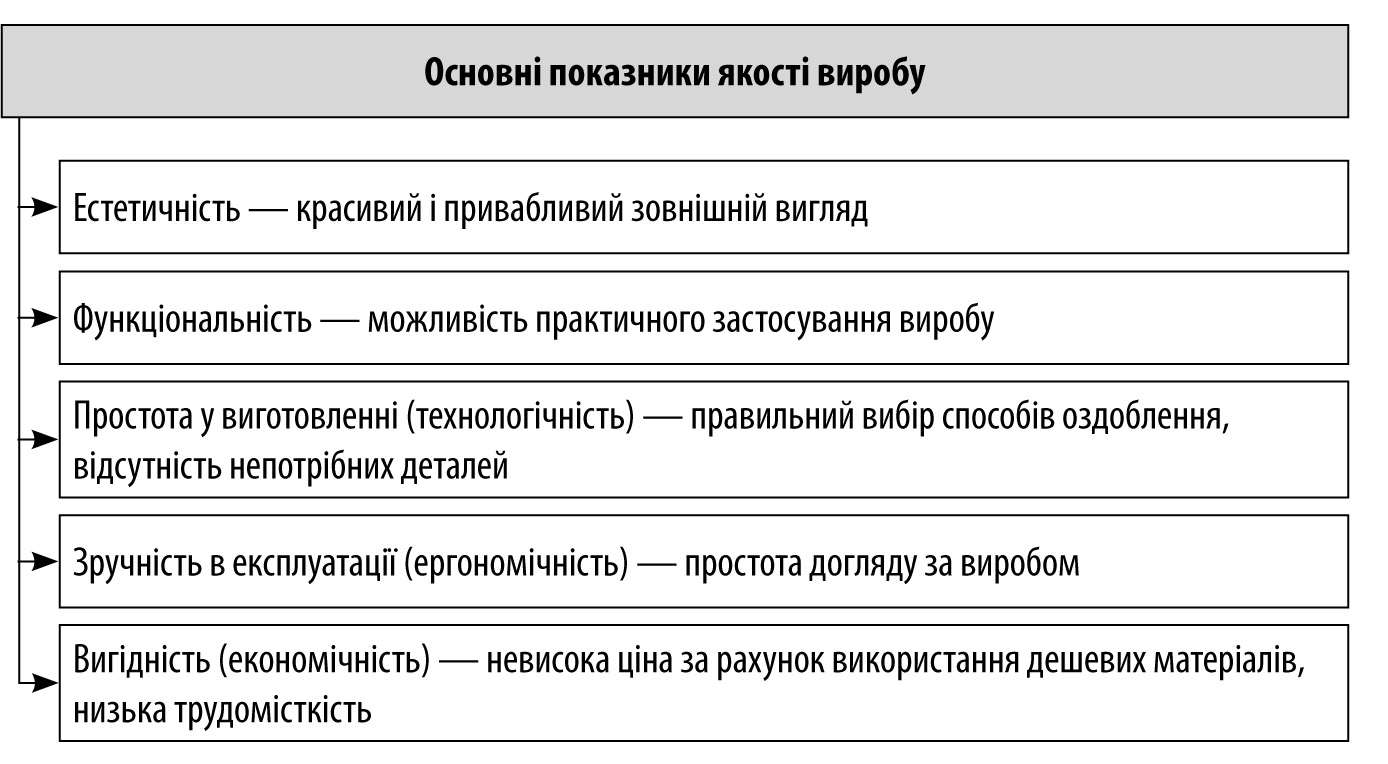 Основні показники якості виробу
Естетичність — красивий і привабливий зовнішній вигляд
Функціональність — можливість практичного застосування виробу
Простота у виготовленні (технологічність) — правильний вибір способів оздоблення,
відсутність непотрібних деталей
Зручність в експлуатації (ергономічність) — простота догляду за виробом
Вигідність (економічність) — невисока ціна за рахунок використання дешевих матеріалів,
низька трудомісткість